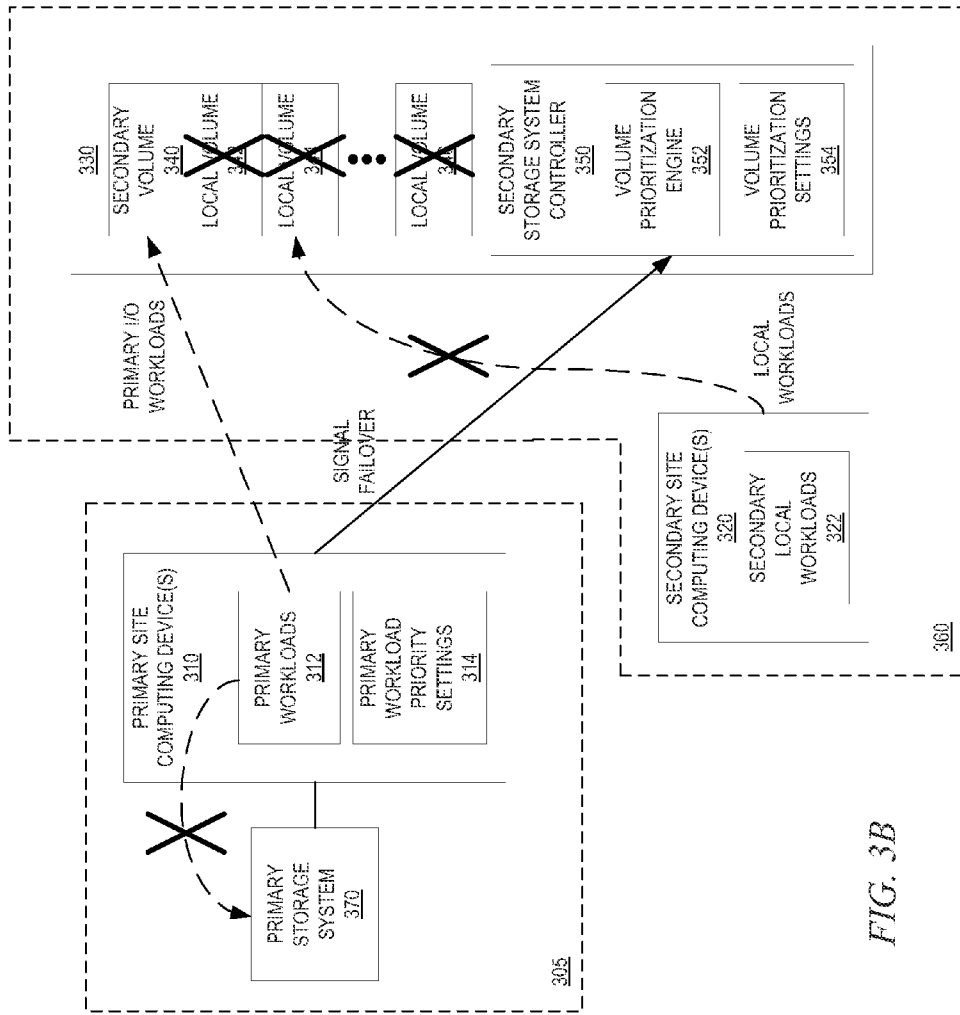 305
PRIMARY
STORAGE
SYSTEM
370
PRIMARY SITE
COMPUTING DEVICE(S)
310
PRIMARY
WORKLOADS
312
PRIMARY
WORKLOAD
PRIORITY
SETTINGS
314
PRIMARY I/O
WORKLOADS
SIGNAL
FAILOVER
330
SECONDARY
VOLUME
340
LOCAL VOLUME
LOCAL VOLUME
LOCAL VOLUME
SECONDARY
STORAGE SYSTEM
CONTROLLER
350
VOLUME
PRIORITIZATION
ENGINE
352
VOLUME
PRIORITIZATION
SETTINGS
354
SECONDARY SITE
COMPUTING DEVICE(S)
320
SECONDARY
LOCAL
WORKLOADS
322
LOCAL
WORKLOADS
360
FIG. 3B